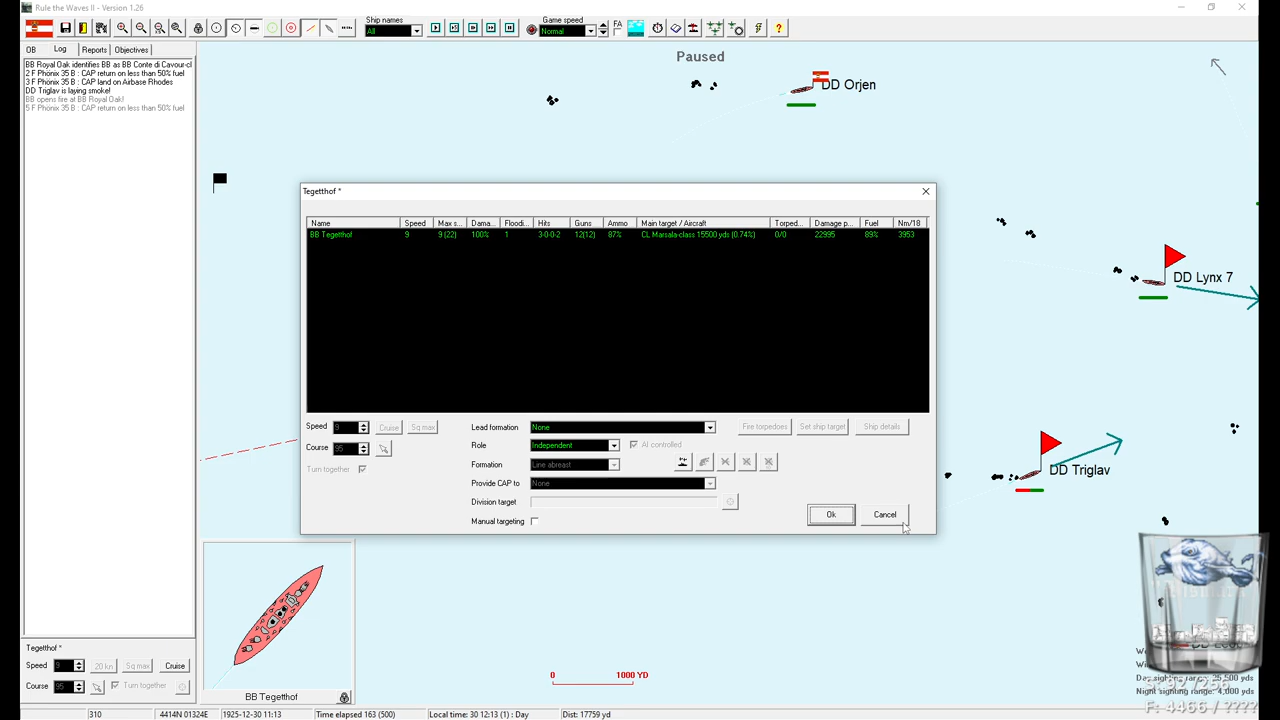 Rule the Waves II - Version 1.26
Ship names
All
Game speed
Normal
FA
OB Log Reports Objectives
BB Royal Oak identifies BB as BB Conte di Cavour-cl
2 F Phönix 35 B : CAP return on less than 50% fuel
3 F Phönix 35 B : CAP land on Airbase Rhodes
DD Triglav is laying smoke!
BB opens fire at BB Royal Oak!
5 F Phönix 35 B : CAP return on less than 50% fuel
Paused
DD Orjen
DD Lynx 7
DD Triglav
Tegetthof *
Name Speed Max s... Dama... Floodi... Hits Guns Ammo Main target / Aircraft Torped... Damage p... Fuel Nm/18
BB Tegetthof 9 9 (22) 100% 1 3-0-0-2 12(12) 87% CL Marsala-class 15500 yds (0.74%) 0/0 22995 89% 3953
Speed 9 Cruise Sq max
Course 95
Turn together
Lead formation None
Role Independent AI controlled
Formation Line abreast
Provide CAP to None
Division target
Manual targeting
Fire torpedoes Set ship target Ship details
Ok Cancel
BB Tegetthof
Tegetthof *
Speed 9 20 kn Sq max Cruise
Course 95 Turn together
0 1000 YD
Night sighting range: 4,000 yds
F: 4466 / ????
310 4414N 01324E 1925-12-30 11:13 Time elapsed 163 (500) Local time: 30 12:13 (1) : Day Dist: 17759 yd